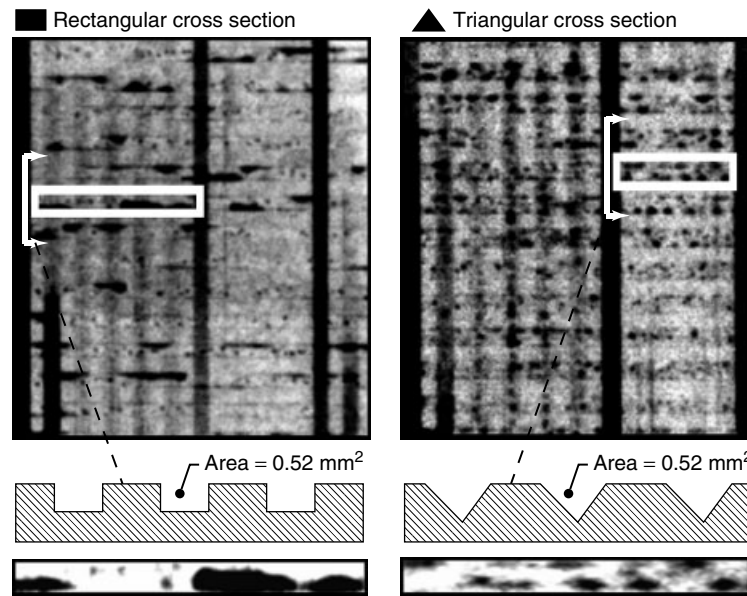 Rectangular cross section
Triangular cross section
Area = 0.52 mm²
Area = 0.52 mm²